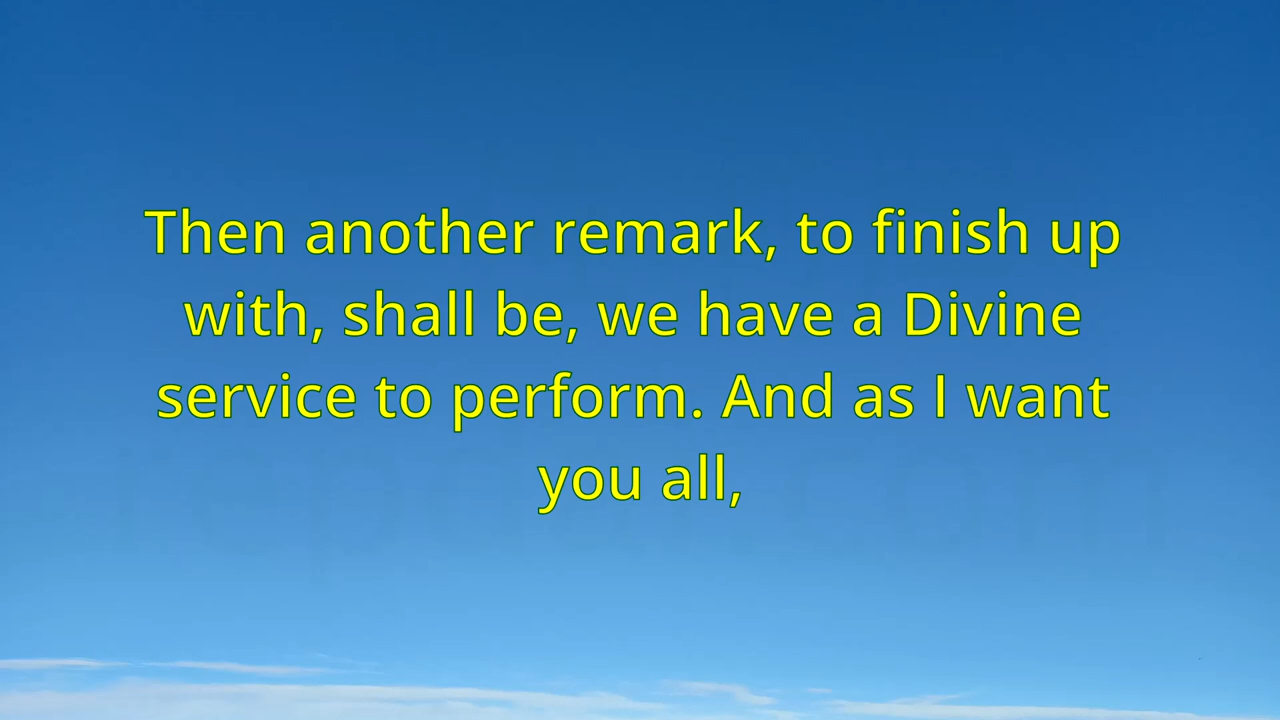 Then another remark, to finish up
with, shall be, we have a Divine
service to perform. And as I want
you all,